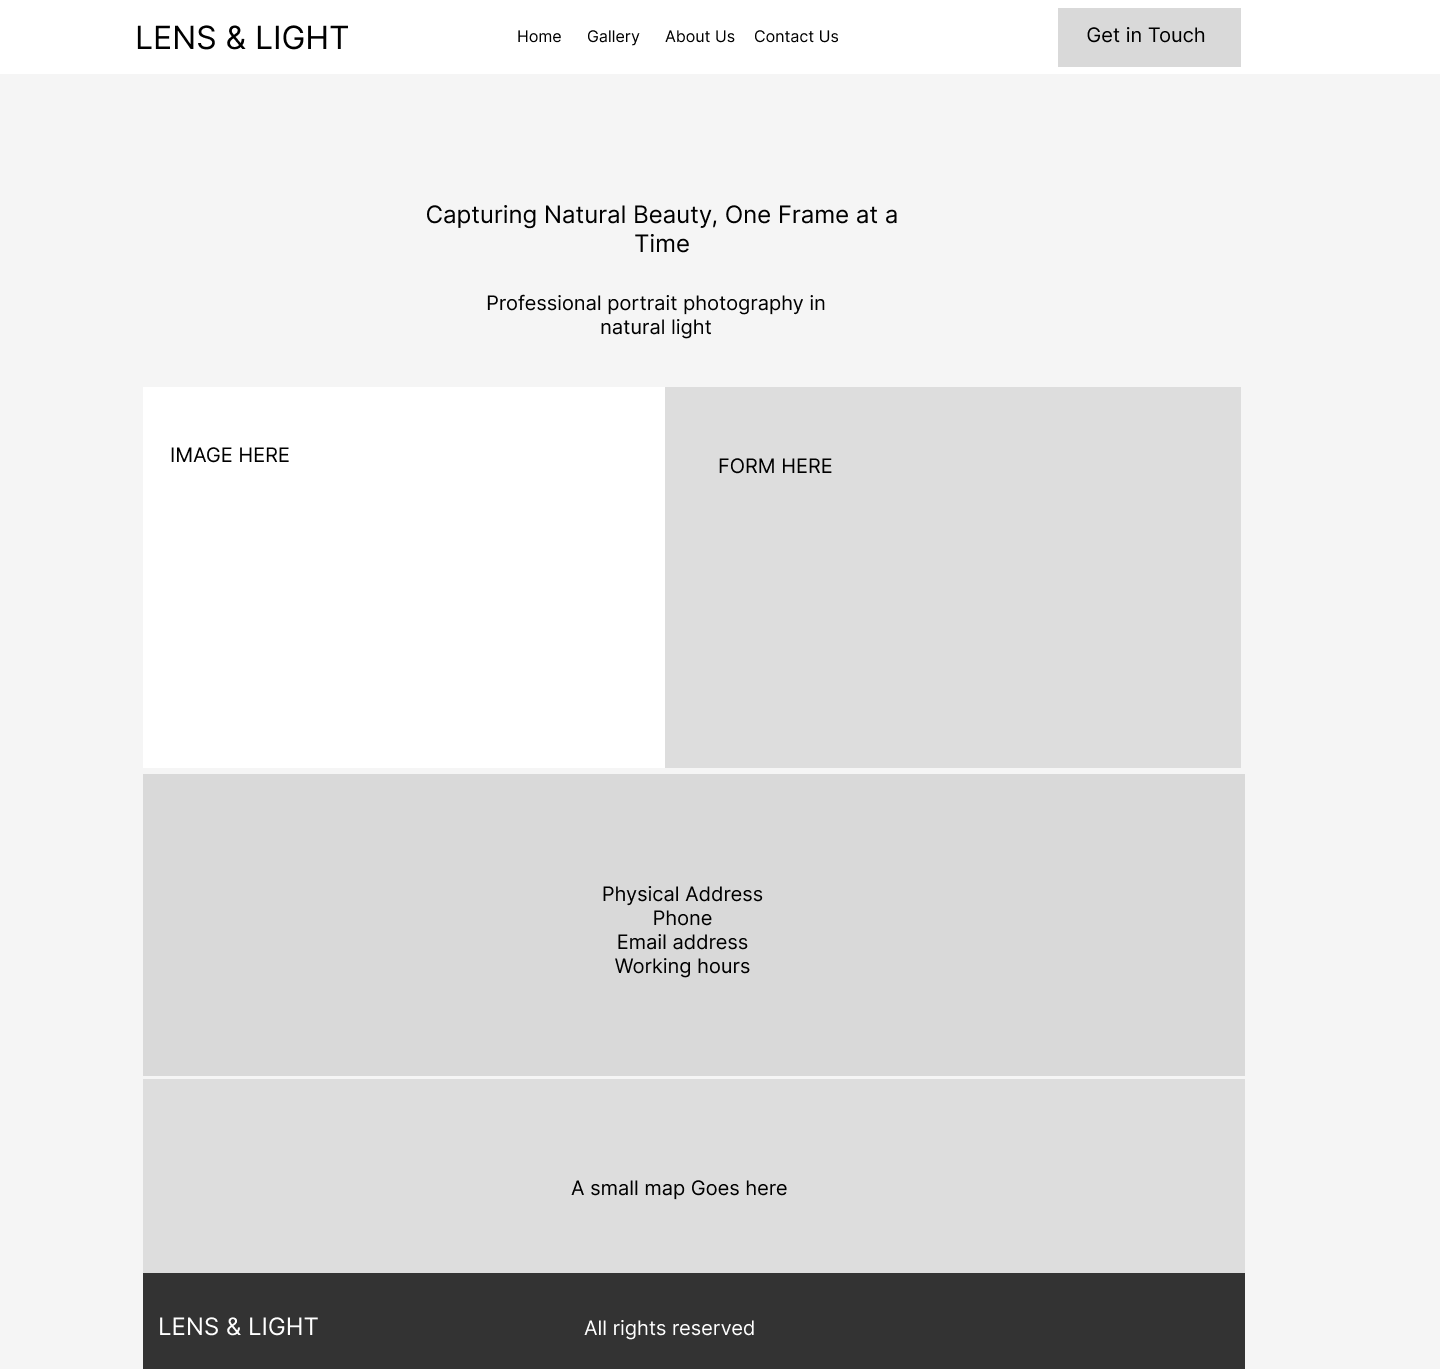 LENS & LIGHT
Home
Gallery
About Us
Contact Us
Get in Touch
Capturing Natural Beauty, One Frame at a
Time
Professional portrait photography in
natural light
IMAGE HERE
FORM HERE
Physical Address
Phone
Email address
Working hours
A small map Goes here
LENS & LIGHT
All rights reserved